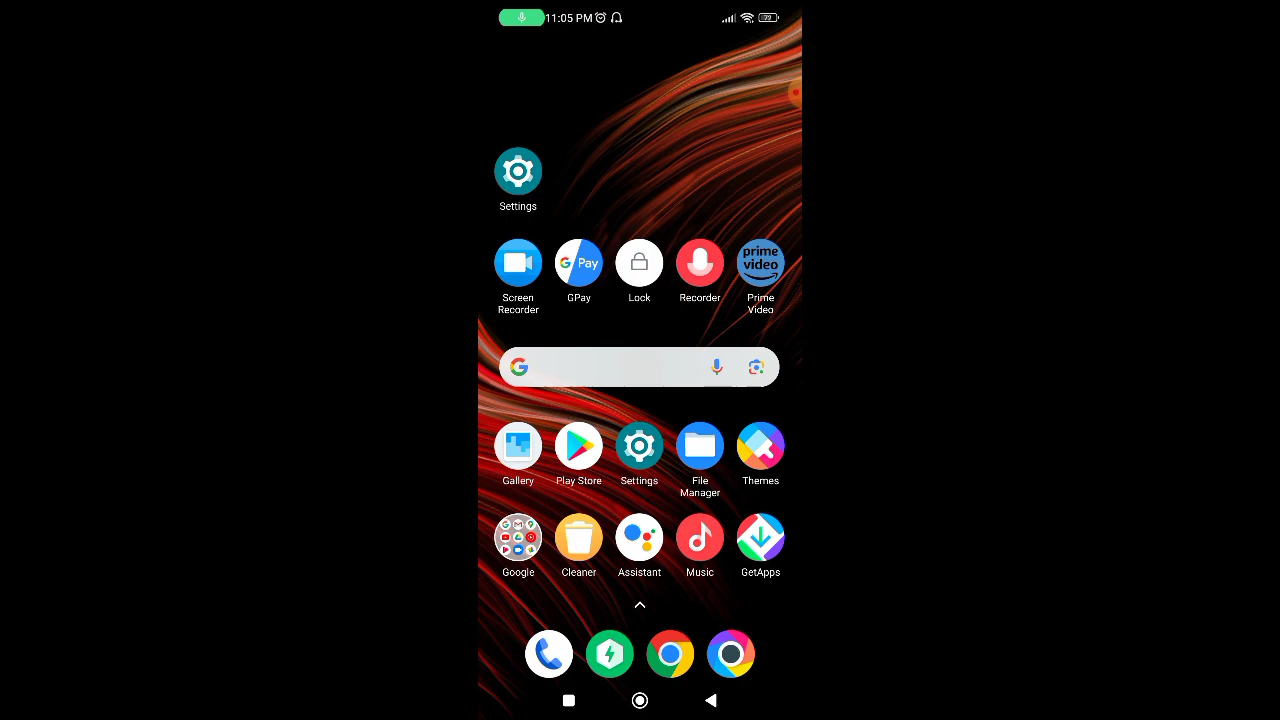 11:05 PM 79
Settings
Screen Recorder GPay Lock Recorder Prime Video
G Pay prime video
Gallery Play Store Settings File Manager Themes
Google Cleaner Assistant Music GetApps